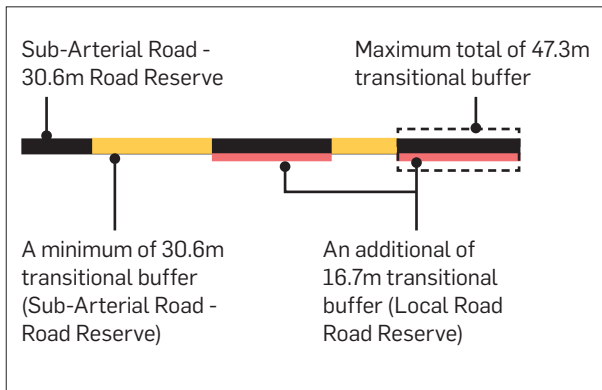 Sub-Arterial Road -
30.6m Road Reserve
Maximum total of 47.3m
transitional buffer
A minimum of 30.6m
transitional buffer
(Sub-Arterial Road -
Road Reserve)
An additional of
16.7m transitional
buffer (Local Road
Road Reserve)